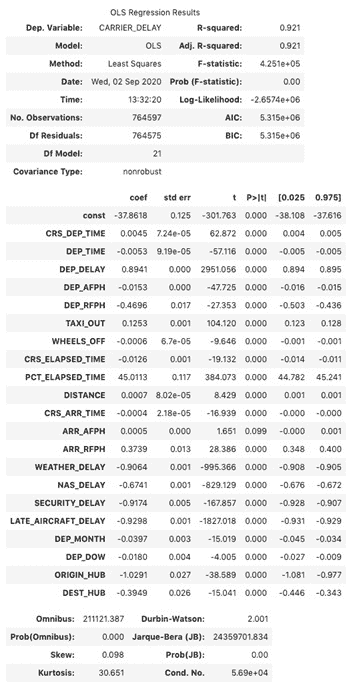 OLS Regression Results
Dep. Variable: CARRIER_DELAY R-squared: 0.921
Model: OLS Adj. R-squared: 0.921
Method: Least Squares F-statistic: 4.251e+05
Date: Wed, 02 Sep 2020 Prob (F-statistic): 0.00
Time: 13:32:20 Log-Likelihood: -2.6574e+06
No. Observations: 764597 AIC: 5.315e+06
Df Residuals: 764575 BIC: 5.315e+06
Df Model: 21
Covariance Type: nonrobust
coef std err t P>|t| [0.025 0.975]
const -37.8618 0.125 -301.763 0.000 -38.108 -37.616
CRS_DEP_TIME 0.0045 7.24e-05 62.872 0.000 0.004 0.005
DEP_TIME -0.0053 9.19e-05 -57.116 0.000 -0.005 -0.005
DEP_DELAY 0.8941 0.000 2951.056 0.000 0.894 0.895
DEP_AFPH -0.0153 0.000 -47.725 0.000 -0.016 -0.015
DEP_RFPH -0.4696 0.017 -27.353 0.000 -0.503 -0.436
TAXI_OUT 0.1253 0.001 104.120 0.000 0.123 0.128
WHEELS_OFF -0.0006 6.7e-05 -9.646 0.000 -0.001 -0.001
CRS_ELAPSED_TIME -0.0126 0.001 -19.132 0.000 -0.014 -0.011
PCT_ELAPSED_TIME 45.0113 0.117 384.073 0.000 44.782 45.241
DISTANCE 0.0007 8.02e-05 8.429 0.000 0.001 0.001
CRS_ARR_TIME -0.0004 2.18e-05 -16.939 0.000 -0.000 -0.000
ARR_AFPH 0.0005 0.000 1.651 0.099 -0.000 0.001
ARR_RFPH 0.3739 0.013 28.386 0.000 0.348 0.400
WEATHER_DELAY -0.9064 0.001 -995.366 0.000 -0.908 -0.905
NAS_DELAY -0.6741 0.001 -829.129 0.000 -0.676 -0.672
SECURITY_DELAY -0.9174 0.005 -167.857 0.000 -0.928 -0.907
LATE_AIRCRAFT_DELAY -0.9298 0.001 -1827.018 0.000 -0.931 -0.929
DEP_MONTH -0.0397 0.003 -15.019 0.000 -0.045 -0.034
DEP_DOW -0.0180 0.004 -4.005 0.000 -0.027 -0.009
ORIGIN_HUB -1.0291 0.027 -38.589 0.000 -1.081 -0.977
DEST_HUB -0.3949 0.026 -15.041 0.000 -0.446 -0.343
Omnibus: 211121.387 Durbin-Watson: 2.001
Prob(Omnibus): 0.000 Jarque-Bera (JB): 24359701.834
Skew: 0.098 Prob(JB): 0.00
Kurtosis: 30.651 Cond. No. 5.69e+04